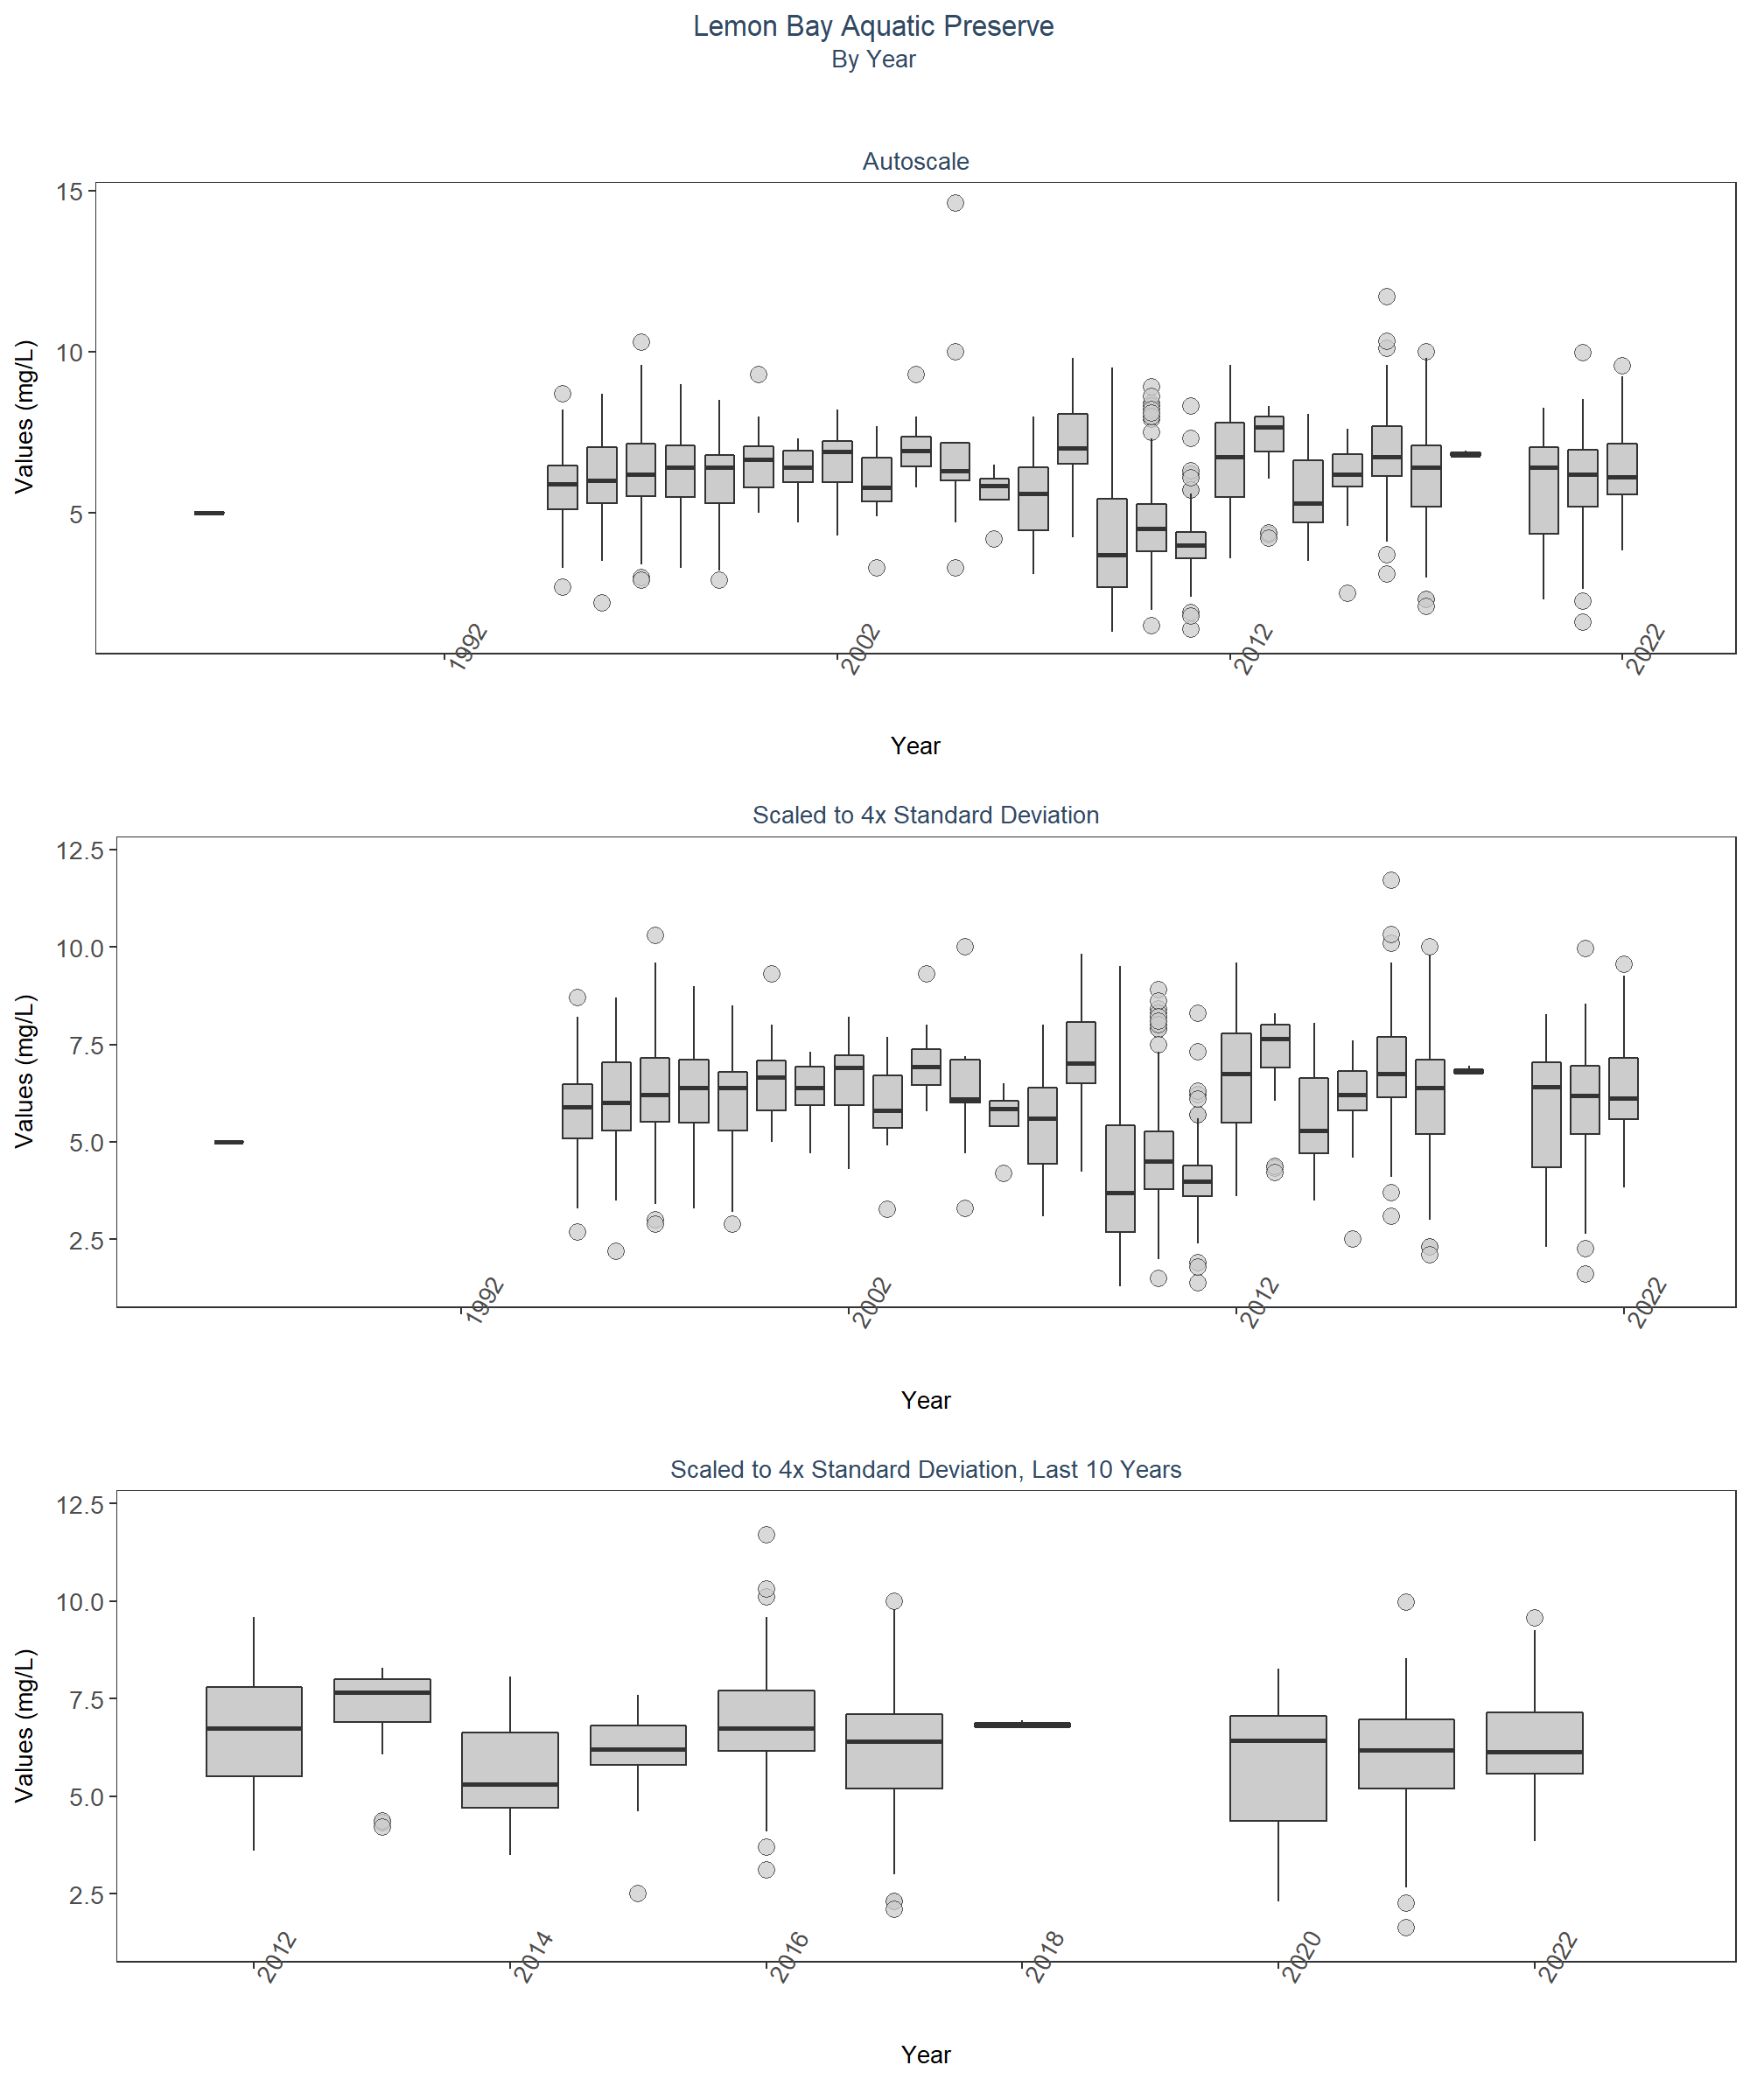 Lemon Bay Aquatic Preserve
By Year
Autoscale
Values (mg/L)
15
10
5
1992
2002
2012
2022
Year
Scaled to 4x Standard Deviation
Values (mg/L)
12.5
10.0
7.5
5.0
2.5
1992
2002
2012
2022
Year
Scaled to 4x Standard Deviation, Last 10 Years
Values (mg/L)
12.5
10.0
7.5
5.0
2.5
2012
2014
2016
2018
2020
2022
Year